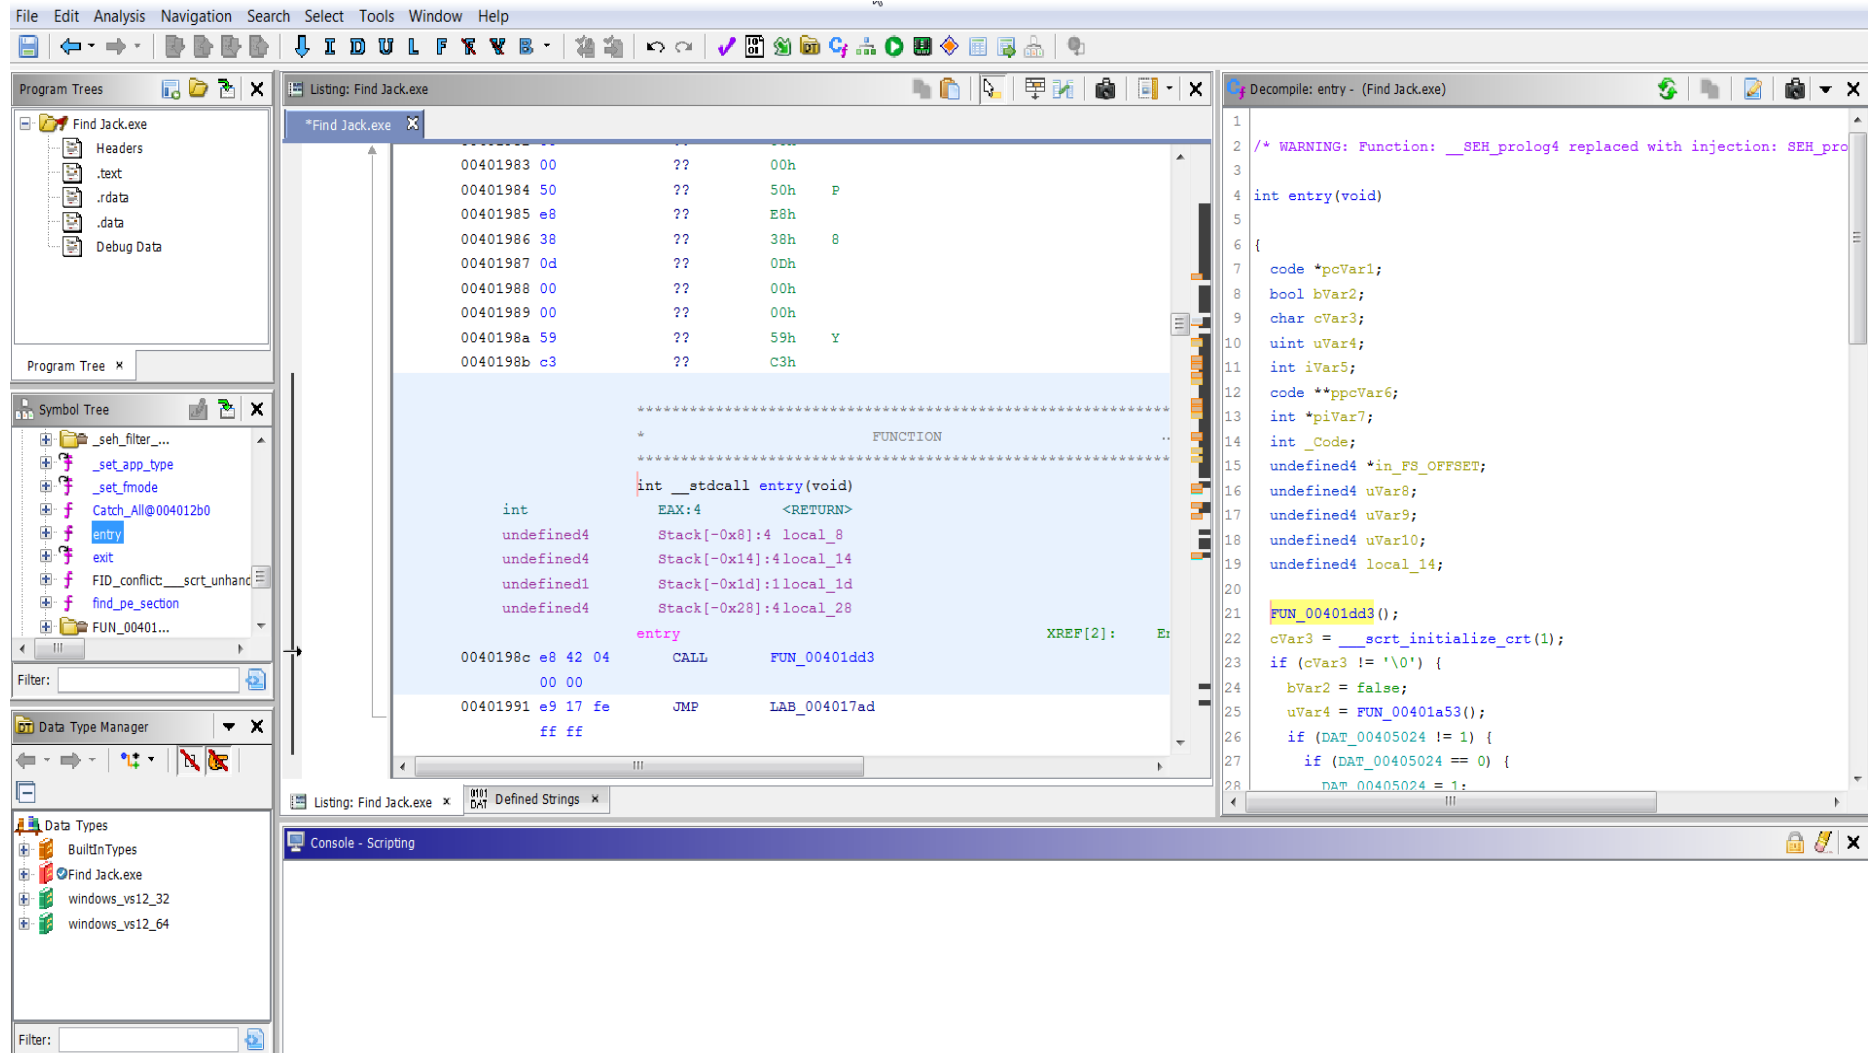 File Edit Analysis Navigation Search Select Tools Window Help
I D U L F B
Program Trees
Find Jack.exe
Headers
.text
.rdata
.data
Debug Data
Program Tree ×
Symbol Tree
_seh_filter_...
_set_app_type
_set_fmode
Catch_All@004012b0
entry
exit
FID_conflict:___scrt_unhand
find_pe_section
FUN_00401...
Filter:
Data Type Manager
Data Types
BuiltInTypes
Find Jack.exe
windows_vs12_32
windows_vs12_64
Filter:
Listing: Find Jack.exe
*Find Jack.exe
00401983 00 ?? 00h
00401984 50 ?? 50h P
00401985 e8 ?? E8h
00401986 38 ?? 38h 8
00401987 0d ?? 0Dh
00401988 00 ?? 00h
00401989 00 ?? 00h
0040198a 59 ?? 59h Y
0040198b c3 ?? C3h
* FUNCTION ..
int __stdcall entry(void)
int EAX:4 <RETURN>
undefined4 Stack[-0x8]:4 local_8
undefined4 Stack[-0x14]:4 local_14
undefined1 Stack[-0x1d]:1 local_1d
undefined4 Stack[-0x28]:4 local_28
entry XREF[2]:
0040198c e8 42 04 CALL FUN_00401dd3
00 00
00401991 e9 17 fe JMP LAB_004017ad
ff ff
Listing: Find Jack.exe ×
Defined Strings ×
Decompile: entry - (Find Jack.exe)
1
2 /* WARNING: Function: __SEH_prolog4 replaced with injection: SEH_pro
3
4 int entry(void)
5
6 {
7 code *pcVar1;
8 bool bVar2;
9 char cVar3;
10 uint uVar4;
11 int iVar5;
12 code **ppcVar6;
13 int *piVar7;
14 int _Code;
15 undefined4 *in_FS_OFFSET;
16 undefined4 uVar8;
17 undefined4 uVar9;
18 undefined4 uVar10;
19 undefined4 local_14;
20
21 FUN_00401dd3();
22 cVar3 = ___scrt_initialize_crt(1);
23 if (cVar3 != '\0') {
24 bVar2 = false;
25 uVar4 = FUN_00401a53();
26 if (DAT_00405024 != 1) {
27 if (DAT_00405024 == 0) {
28 DAT_00405024 = 1;
Console - Scripting